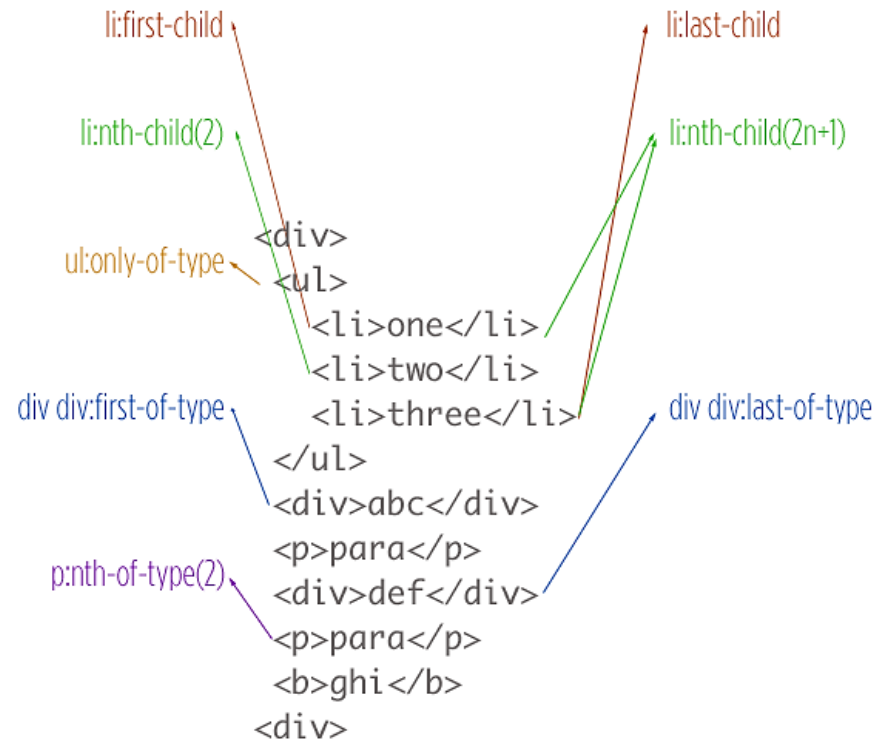 li:first-child li:last-child
li:nth-child(2) li:nth-child(2n+1)
<div>
ul:only-of-type
<ul>
<li>one</li>
<li>two</li>
div div:first-of-type <li>three</li> div div:last-of-type
</ul>
<div>abc</div>
<p>para</p>
p:nth-of-type(2)
<div>def</div>
<p>para</p>
<b>ghi</b>
<div>